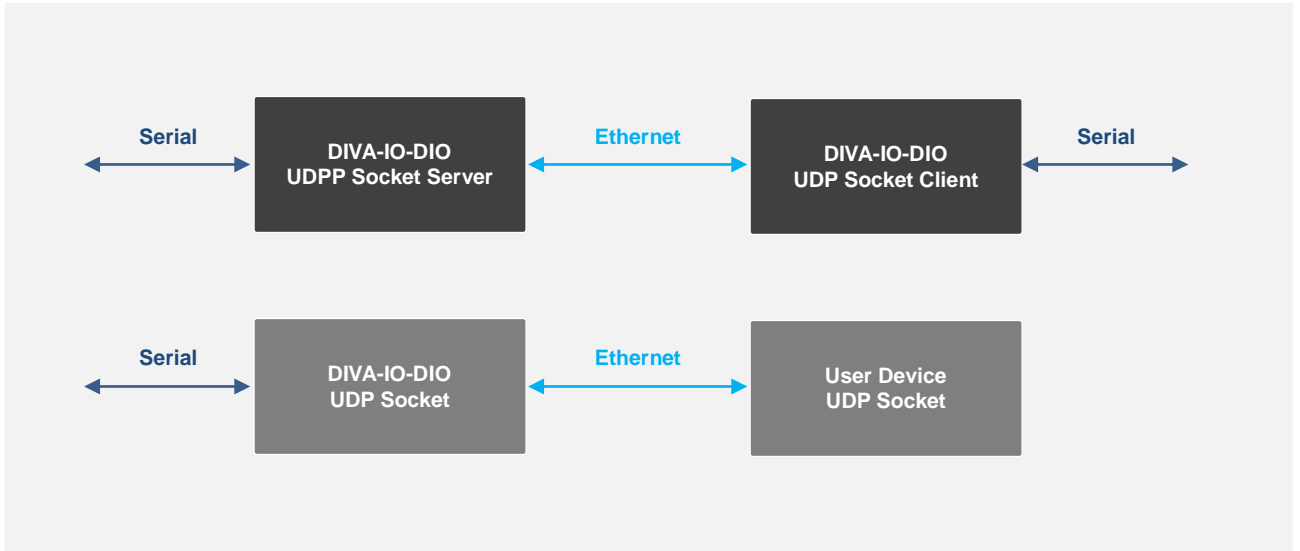 Serial
DIVA-IO-DIO
UDPP Socket Server
Ethernet
DIVA-IO-DIO
UDP Socket Client
Serial
Serial
DIVA-IO-DIO
UDP Socket
Ethernet
User Device
UDP Socket